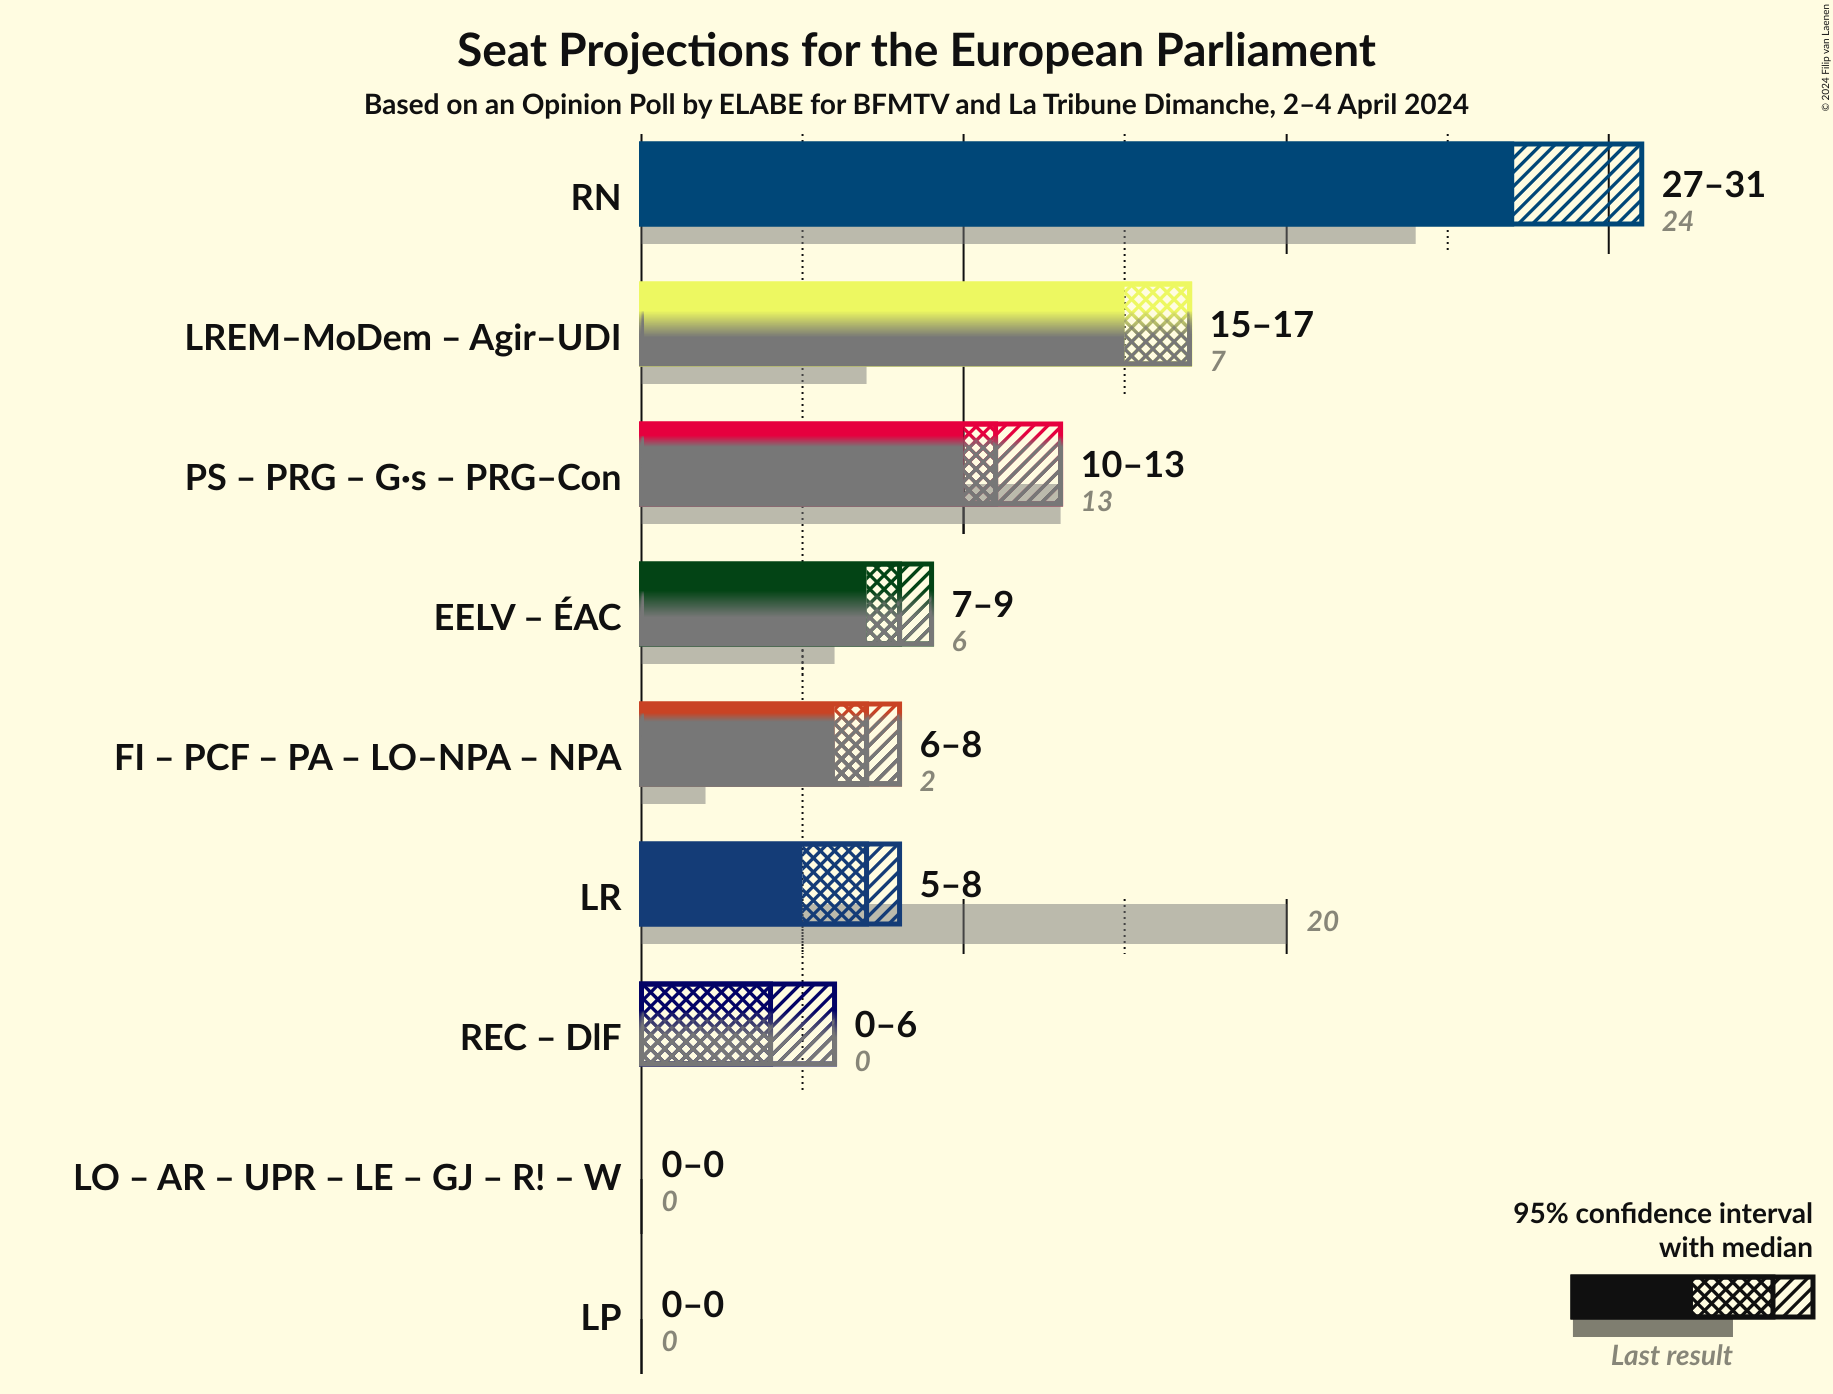 Seat Projections for the European Parliament
Based on an Opinion Poll by ELABE for BFMTV and La Tribune Dimanche, 2–4 April 2024
© 2024 Filip van Laenen
RN
27–31
24
LREM–MoDem – Agir–UDI
15–17
7
PS – PRG – G·s – PRG–Con
10–13
13
EELV – ÉAC
7–9
6
FI – PCF – PA – LO–NPA – NPA
6–8
2
LR
5–8
20
REC – DlF
0–6
0
LO – AR – UPR – LE – GJ – R! – W
0–0
0
LP
0–0
0
95% confidence interval
with median
Last result